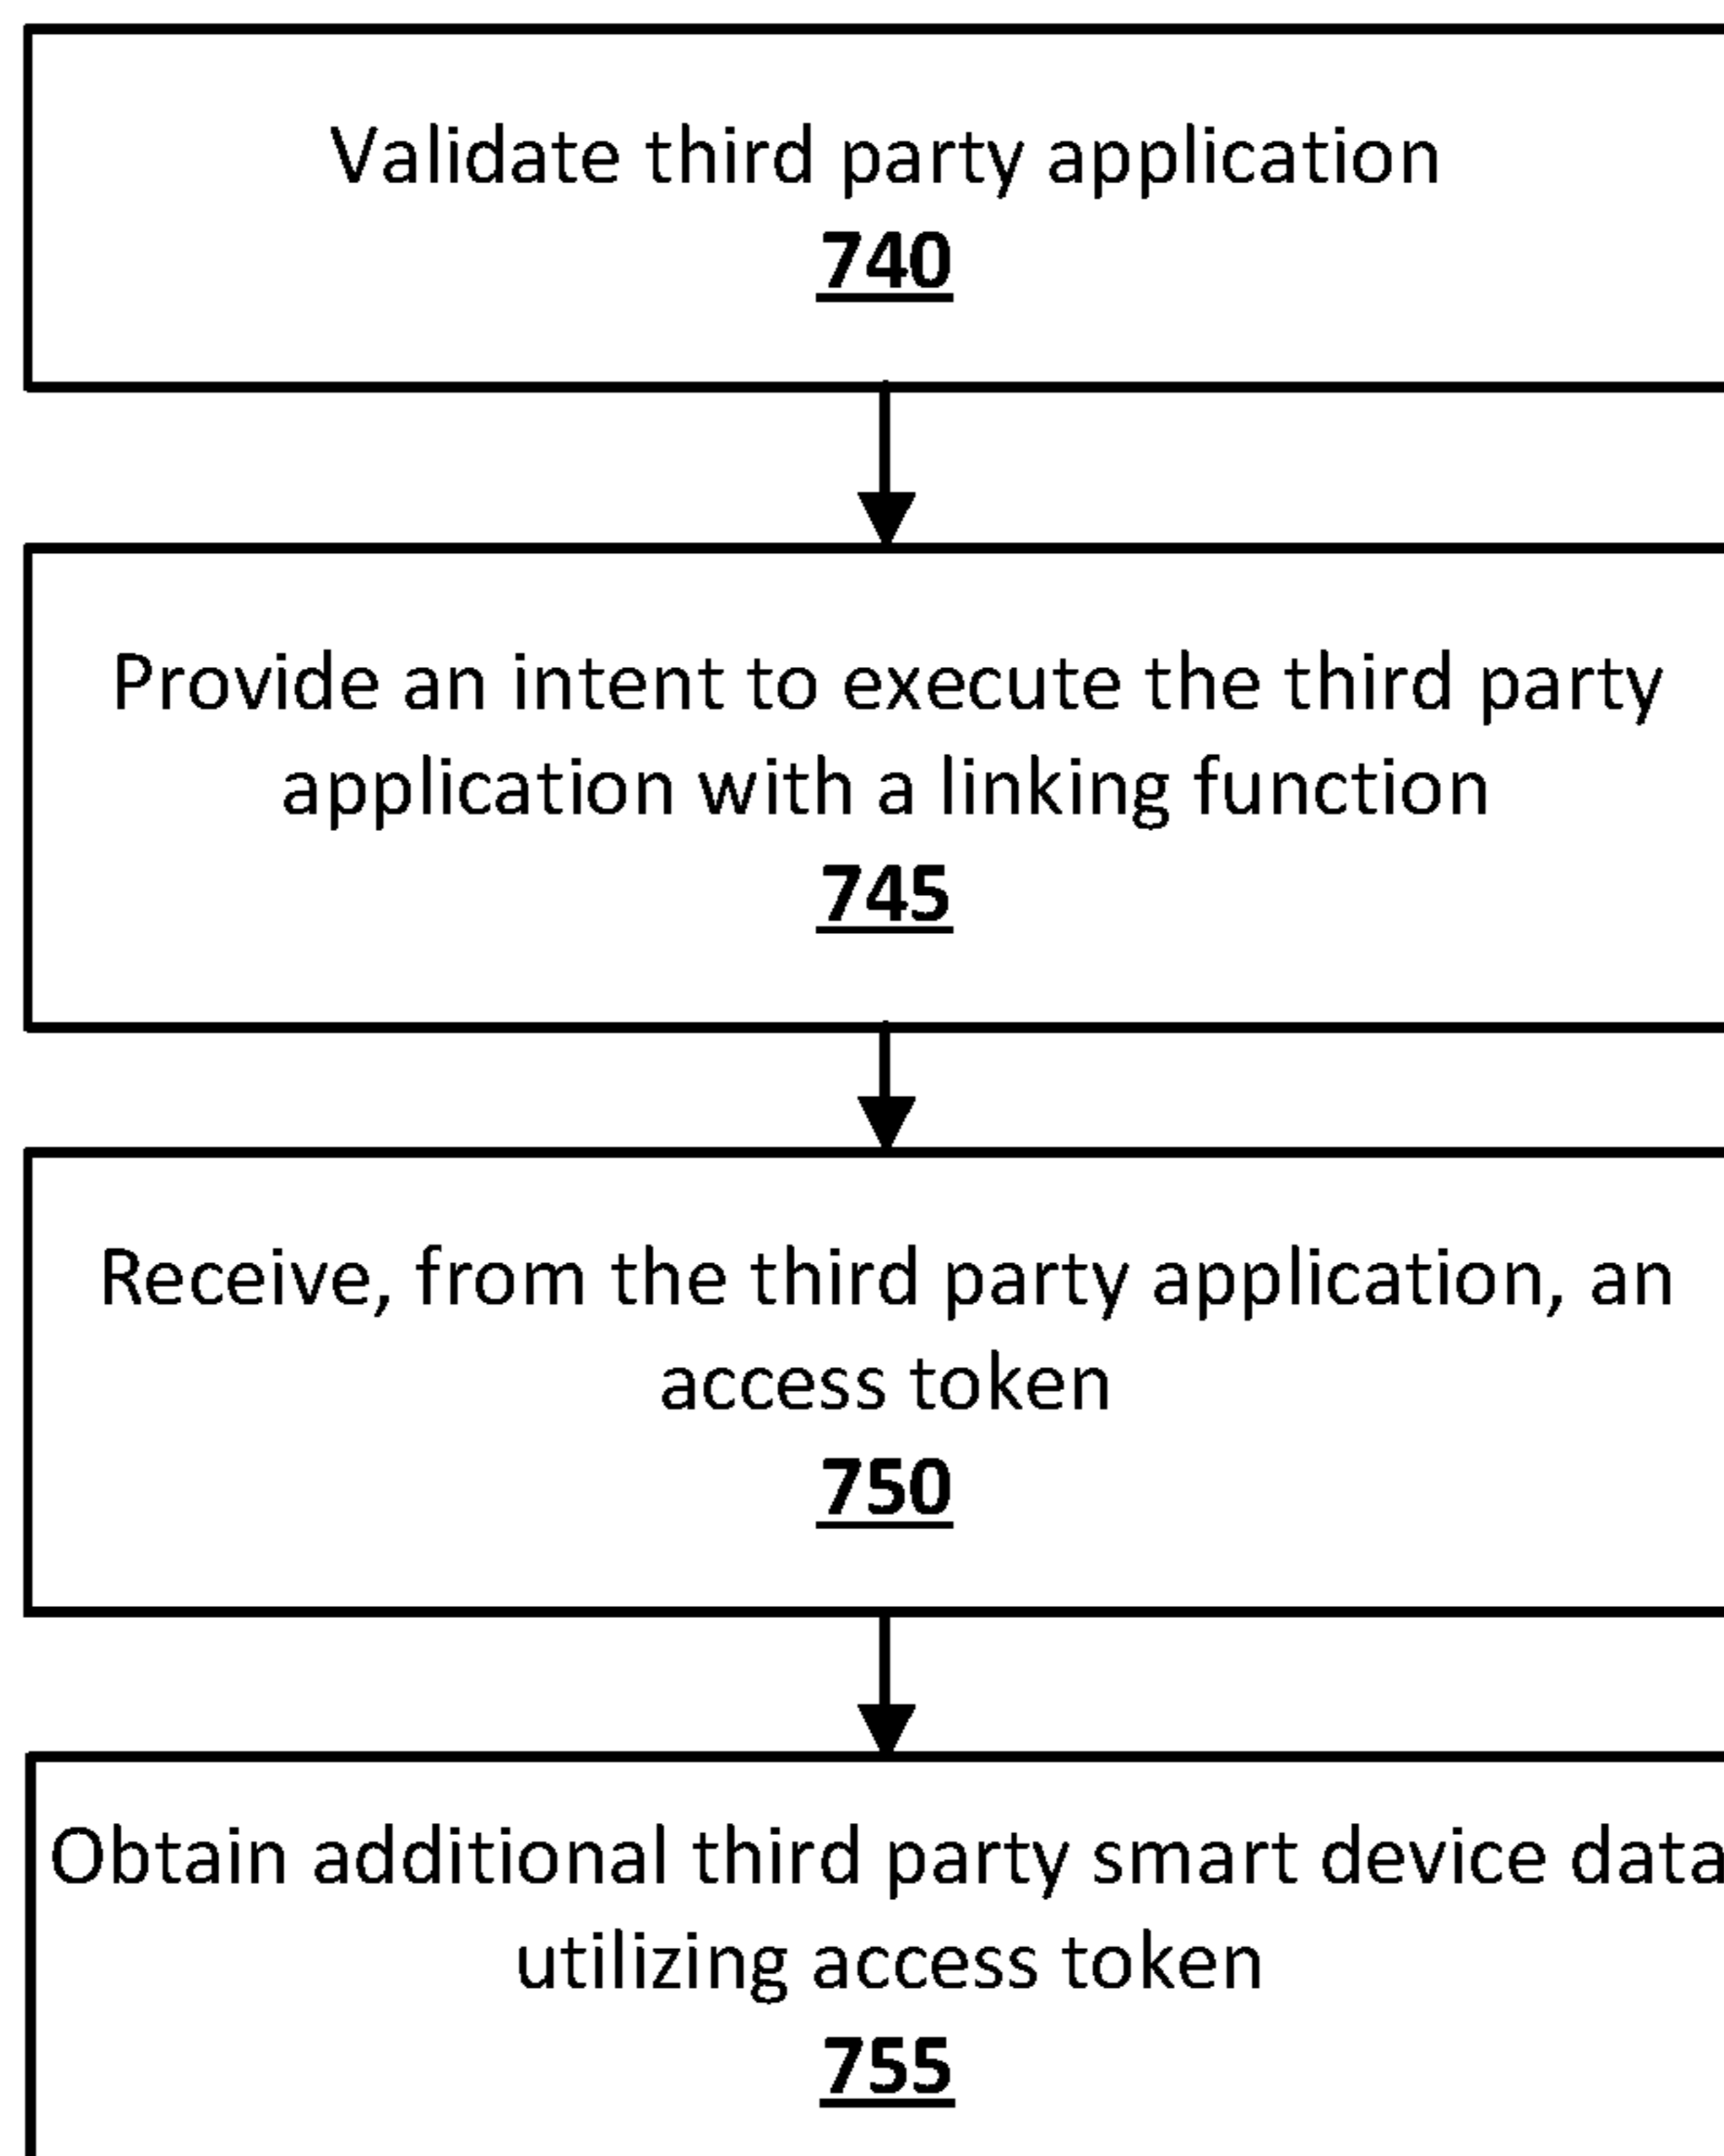 Validate third party application
740
Provide an intent to execute the third party
application with a linking function
745
Receive, from the third party application, an
access token
750
Obtain additional third party smart device data
utilizing access token
755